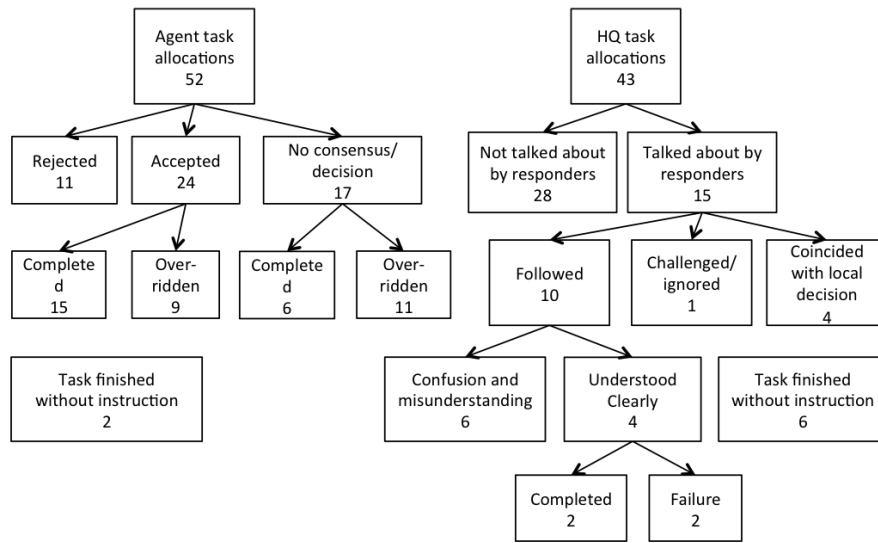 Agent task
allocations
52
HQ task
allocations
43
Rejected
11
Accepted
24
No consensus/
decision
17
Not talked about
by responders
28
Talked about by
responders
15
Complete
d
15
Over-
ridden
9
Complete
d
6
Over-
ridden
11
Followed
10
Challenged/
ignored
1
Coincided
with local
decision
4
Task finished
without instruction
2
Confusion and
misunderstanding
6
Understood
Clearly
4
Task finished
without instruction
6
Completed
2
Failure
2